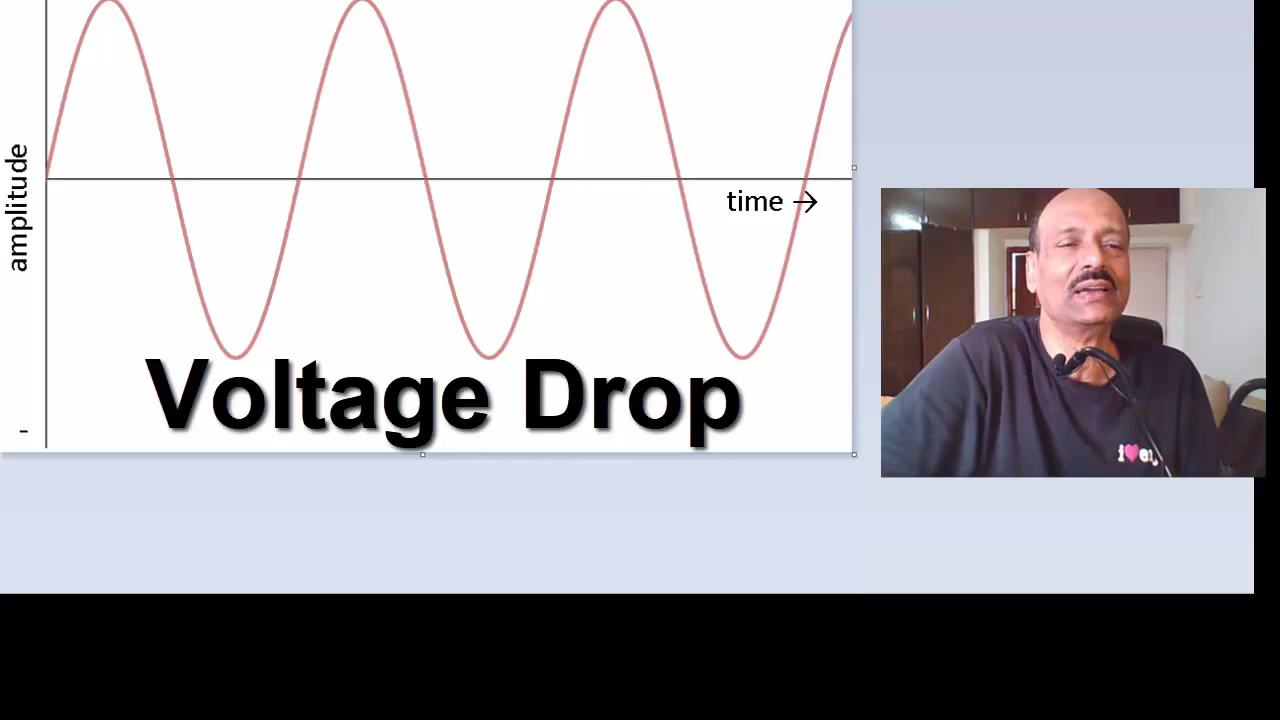 amplitude
time →
Voltage Drop
-
i♥